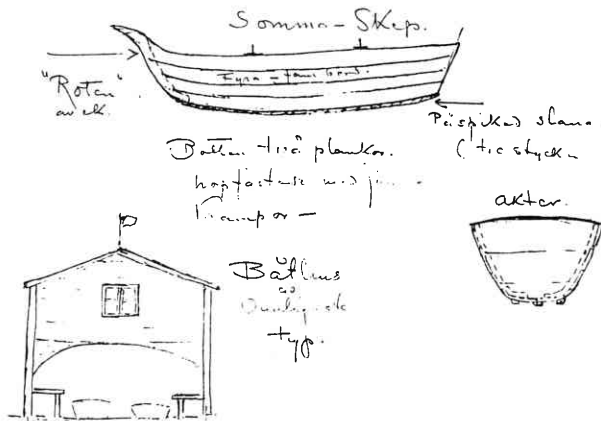 Somma-Skep.
"Roten"
av ek.
Fyra-fem bord.
Påspikad slana
(tre stycken
Botten två plankor.
hopfästade med järn-
krampor -
akter.
Båthus
av
typ.